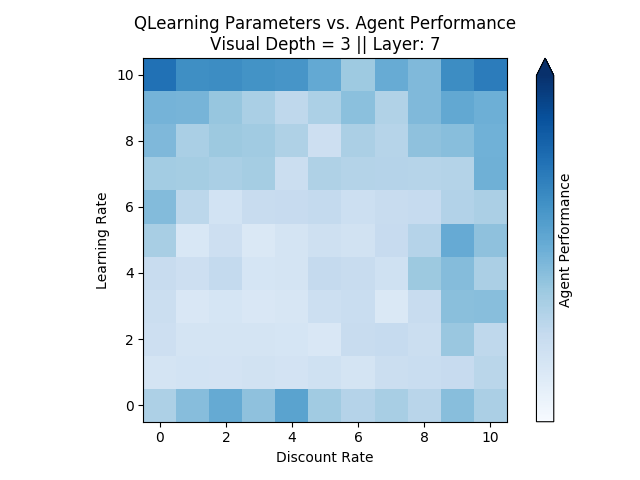 QLearning Parameters vs. Agent Performance
Visual Depth = 3 || Layer: 7
10
8
6
4
2
0
Learning Rate
0 2 4 6 8 10
Discount Rate
Agent Performance